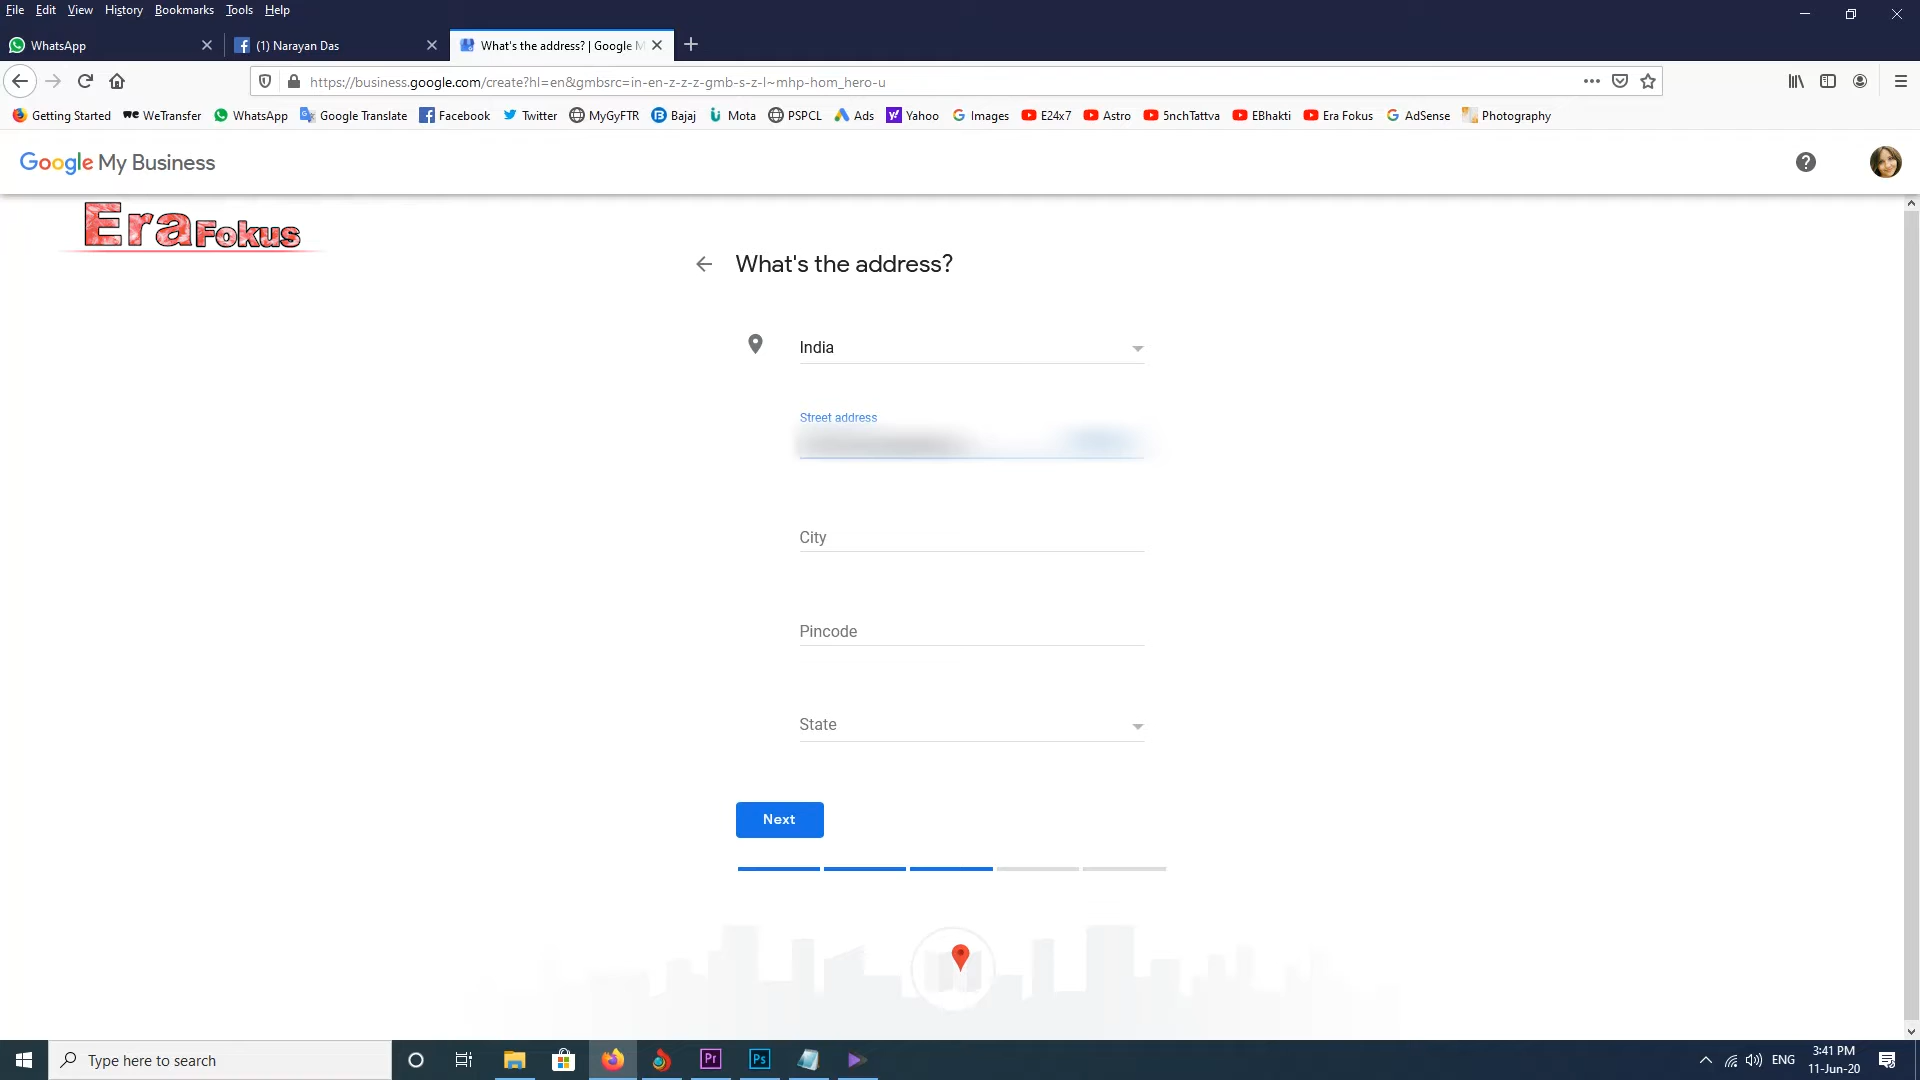 File Edit View History Bookmarks Tools Help
WhatsApp
(1) Narayan Das
What's the address? | Google M
https://business.google.com/create?hl=en&gmbsrc=in-en-z-z-z-gmb-s-z-l~mhp-hom_hero-u
Getting Started WeTransfer WhatsApp Google Translate Facebook Twitter MyGyFTR Bajaj Mota PSPCL Ads Yahoo Images E24x7 Astro 5nchTattva EBhakti Era Fokus AdSense Photography
Google My Business
Era Fokus
What's the address?
India
Street address
City
Pincode
State
Next
Type here to search
Pr
Ps
ENG
3:41 PM
11-Jun-20